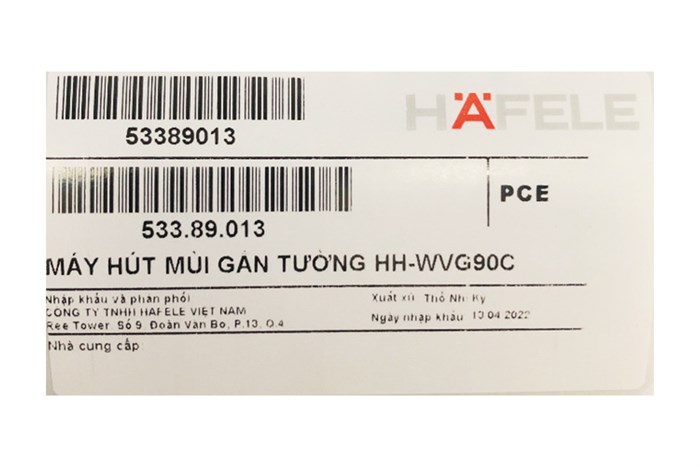 HÄFELE
53389013
533.89.013
PCE
MÁY HÚT MÙI GẮN TƯỜNG HH-WVG90C
Nhập khẩu và phân phối
CÔNG TY TNHH HAFELE VIỆT NAM
Ree Tower Số 9 Đoàn Văn Bơ, P.13, Q.4
Xuất xứ: Thổ Nhĩ Kỳ
Ngày nhập khẩu 13.04.2022
Nhà cung cấp: